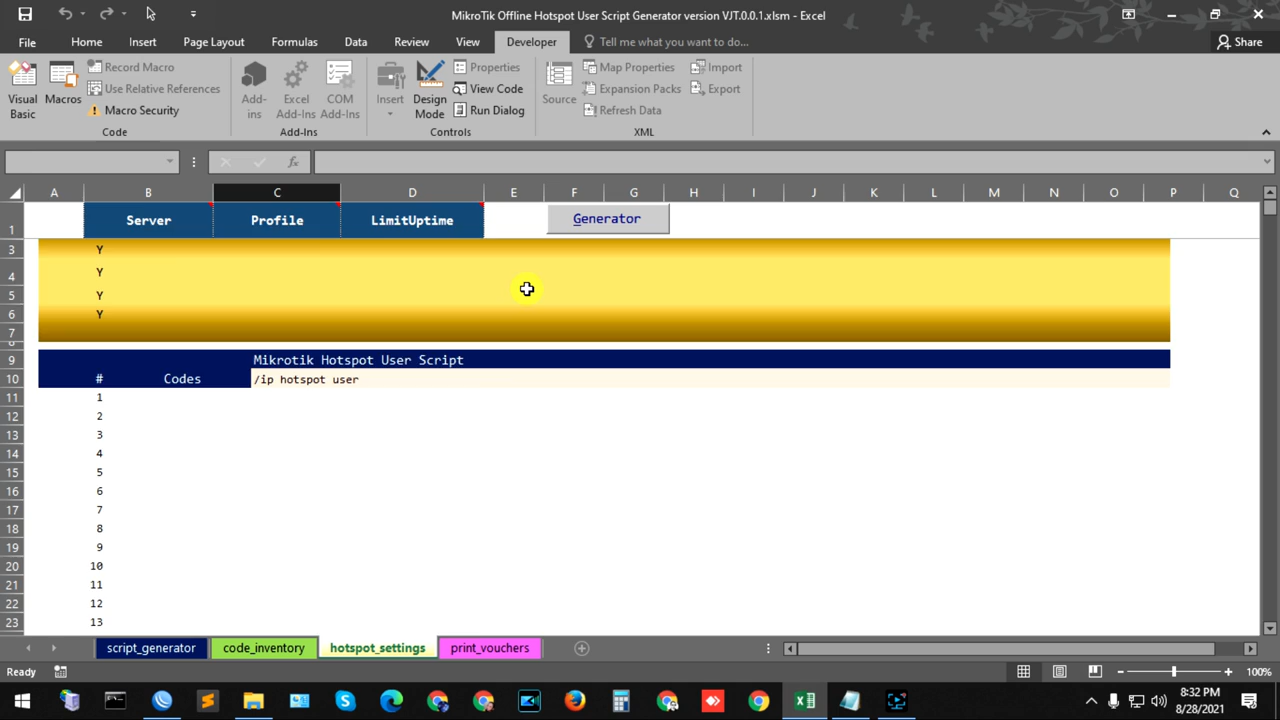 MikroTik Offline Hotspot User Script Generator version VJT.0.0.1.xlsm - Excel
File Home Insert Page Layout Formulas Data Review View Developer Tell me what you want to do... Share
Visual Basic
Macros
Record Macro
Use Relative References
Macro Security
Code
Add-ins
Excel Add-Ins
COM Add-Ins
Add-Ins
Insert
Design Mode
Properties
View Code
Run Dialog
Controls
Source
Map Properties
Expansion Packs
Refresh Data
Import
Export
XML
fx
A B C D E F G H I J K L M N O P Q
1 Server Profile LimitUptime Generator
3 Y
4 Y
5 Y
6 Y
7
9 Mikrotik Hotspot User Script
10 # Codes /ip hotspot user
11 1
12 2
13 3
14 4
15 5
16 6
17 7
18 8
19 9
20 10
21 11
22 12
23 13
script_generator code_inventory hotspot_settings print_vouchers
Ready 100%
8:32 PM
8/28/2021